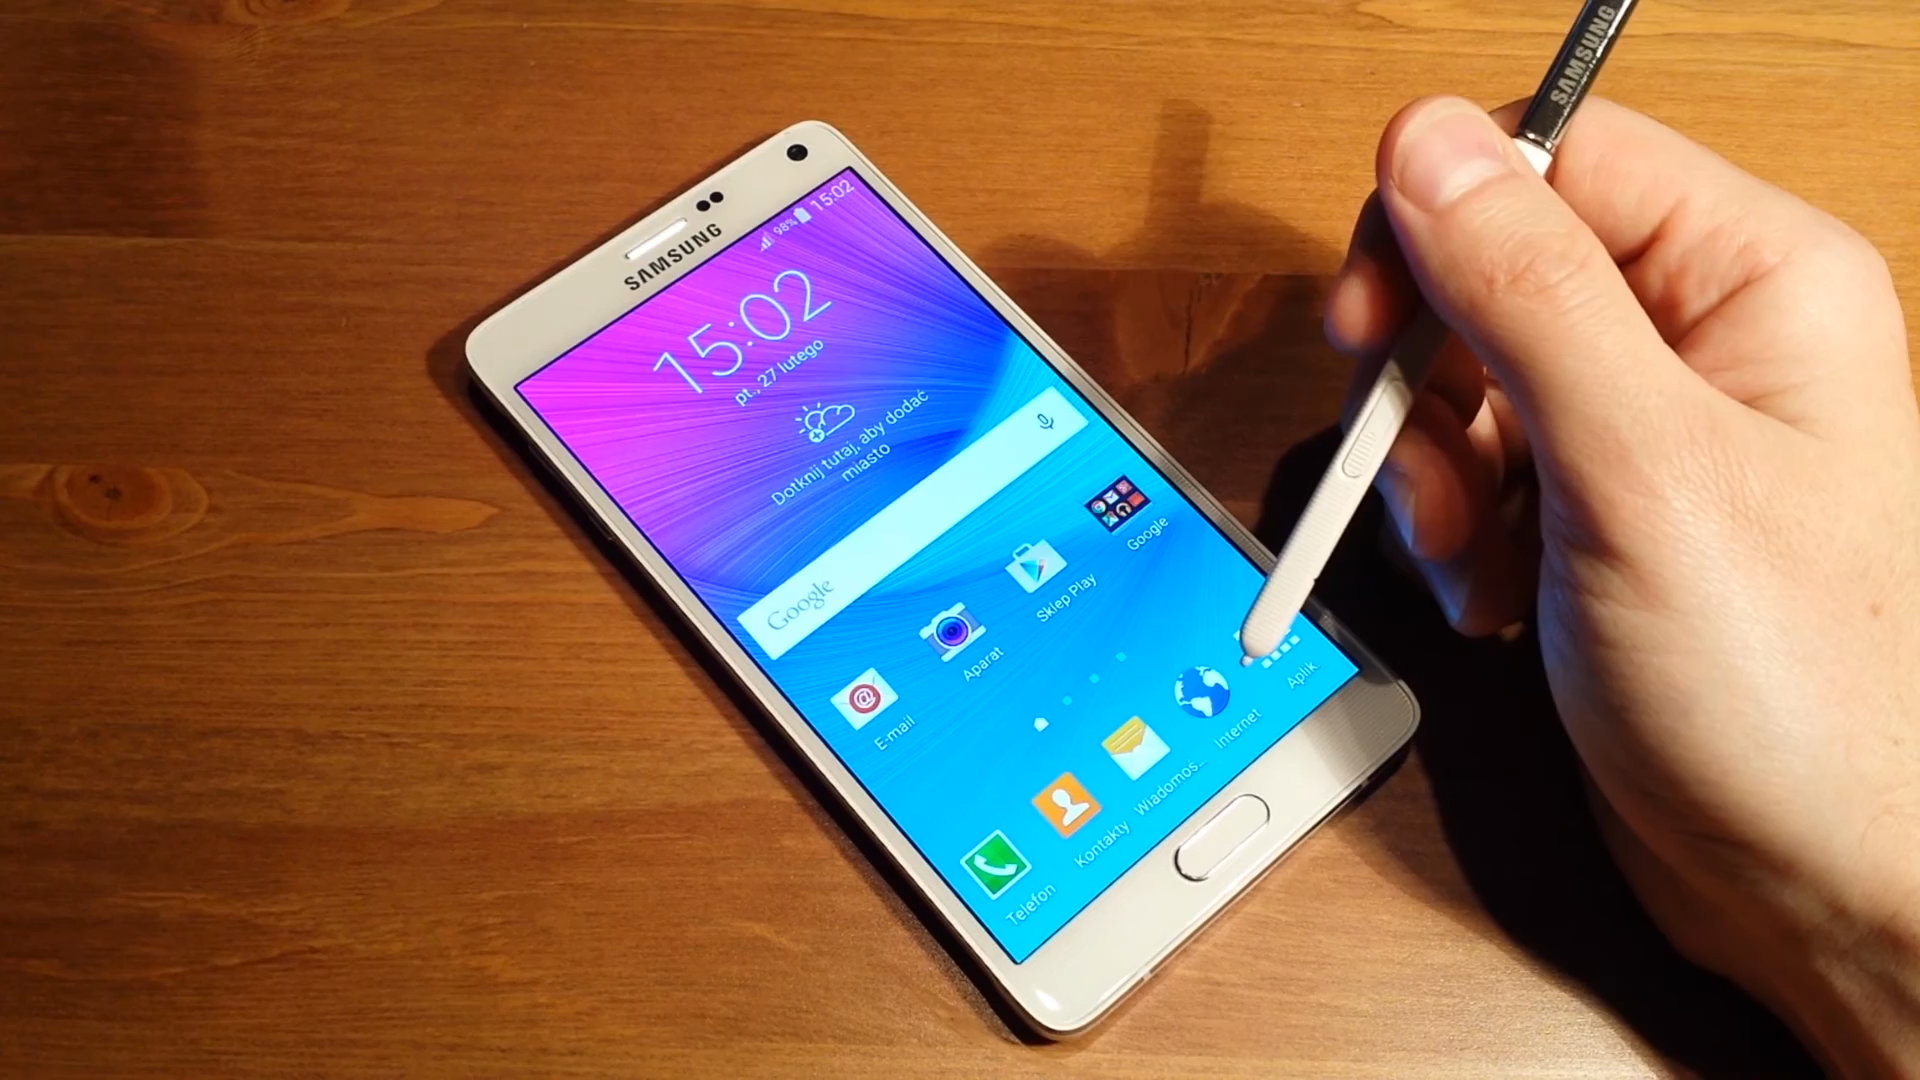 SAMSUNG
SAMSUNG
98% 15:02
15:02
pt., 27 lutego
Dotknij tutaj, aby dodać
miasto
Google
E-mail
Aparat
Sklep Play
Google
Telefon
Kontakty
Wiadomos...
Internet
Aplik.